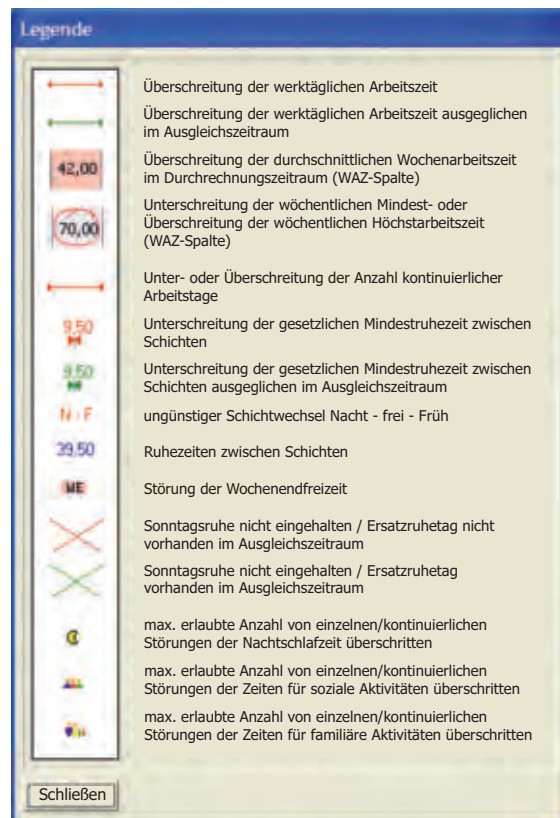 Legende
Überschreitung der werktäglichen Arbeitszeit
Überschreitung der werktäglichen Arbeitszeit ausgeglichen
im Ausgleichszeitraum
42,00
Überschreitung der durchschnittlichen Wochenarbeitszeit
im Durchrechnungszeitraum (WAZ-Spalte)
70,00
Unterschreitung der wöchentlichen Mindest- oder
Überschreitung der wöchentlichen Höchstarbeitszeit
(WAZ-Spalte)
Unter- oder Überschreitung der Anzahl kontinuierlicher
Arbeitstage
9,50
Unterschreitung der gesetzlichen Mindestruhezeit zwischen
Schichten
9,50
Unterschreitung der gesetzlichen Mindestruhezeit zwischen
Schichten ausgeglichen im Ausgleichszeitraum
N - F
ungünstiger Schichtwechsel Nacht - frei - Früh
39,50
Ruhezeiten zwischen Schichten
WE
Störung der Wochenendfreizeit
Sonntagsruhe nicht eingehalten / Ersatzruhetag nicht
vorhanden im Ausgleichszeitraum
Sonntagsruhe nicht eingehalten / Ersatzruhetag
vorhanden im Ausgleichszeitraum
max. erlaubte Anzahl von einzelnen/kontinuierlichen
Störungen der Nachtschlafzeit überschritten
max. erlaubte Anzahl von einzelnen/kontinuierlichen
Störungen der Zeiten für soziale Aktivitäten überschritten
max. erlaubte Anzahl von einzelnen/kontinuierlichen
Störungen der Zeiten für familiäre Aktivitäten überschritten
Schließen